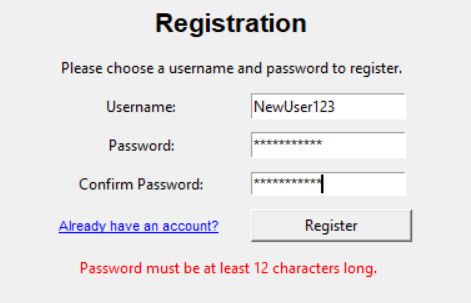 Registration
Please choose a username and password to register.
Username: NewUser123
Password: ***********
Confirm Password: ***********
Already have an account? Register
Password must be at least 12 characters long.